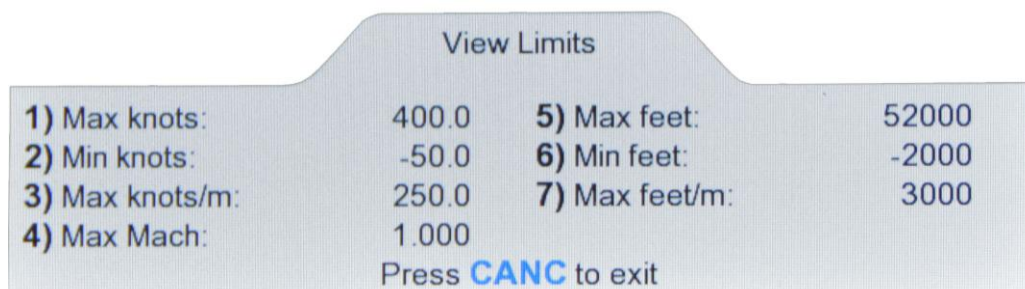 View Limits
1) Max knots: 400.0 5) Max feet: 52000
2) Min knots: -50.0 6) Min feet: -2000
3) Max knots/m: 250.0 7) Max feet/m: 3000
4) Max Mach: 1.000
Press CANC to exit